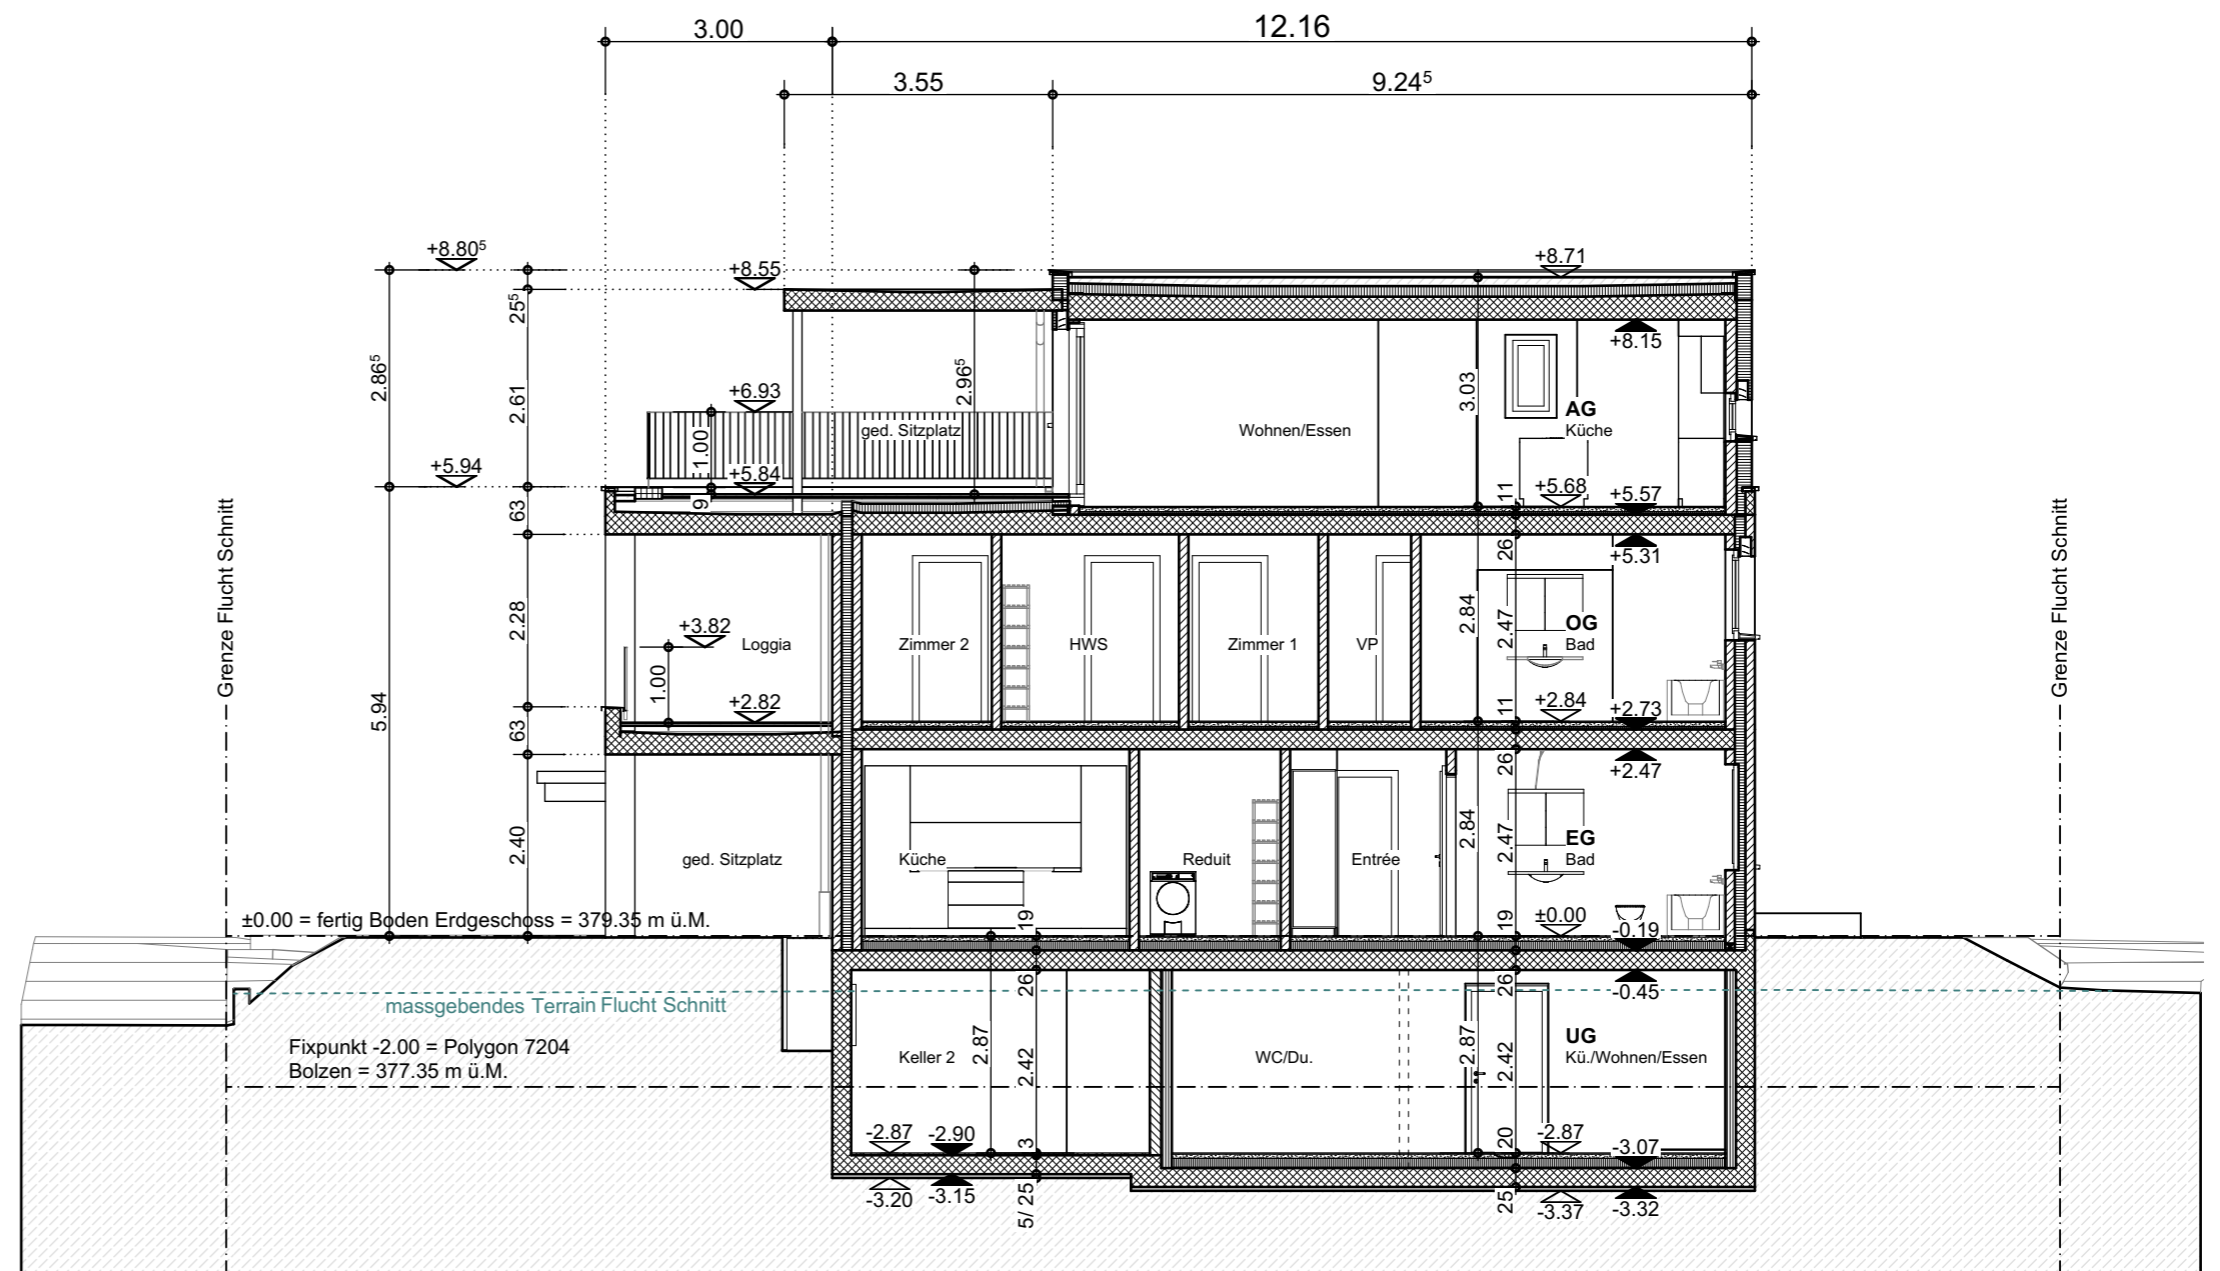 3.00
12.16
3.55
9.24⁵
+8.80⁵
+8.55
+8.71
25⁵
+8.15
2.86⁵
2.61
2.96⁵
3.03
+6.93
AG
ged. Sitzplatz
Wohnen/Essen
Küche
1.00
+5.94
+5.84
9
11
+5.68
+5.57
63
26
+5.31
Grenze Flucht Schnitt
Grenze Flucht Schnitt
2.28
2.84
2.47
+3.82
OG
Loggia
Zimmer 2
HWS
Zimmer 1
VP
Bad
1.00
5.94
+2.82
11
+2.84
+2.73
63
26
+2.47
2.40
2.84
2.47
EG
ged. Sitzplatz
Küche
Reduit
Entrée
Bad
±0.00 = fertig Boden Erdgeschoss = 379.35 m ü.M.
19
19
±0.00
-0.19
26
26
-0.45
massgebendes Terrain Flucht Schnitt
Fixpunkt -2.00 = Polygon 7204
Bolzen = 377.35 m ü.M.
2.87
2.42
2.87
2.42
UG
Keller 2
WC/Du.
Kü./Wohnen/Essen
-2.87
-2.90
3
20
-2.87
-3.07
-3.20
-3.15
5/ 25
25
-3.37
-3.32